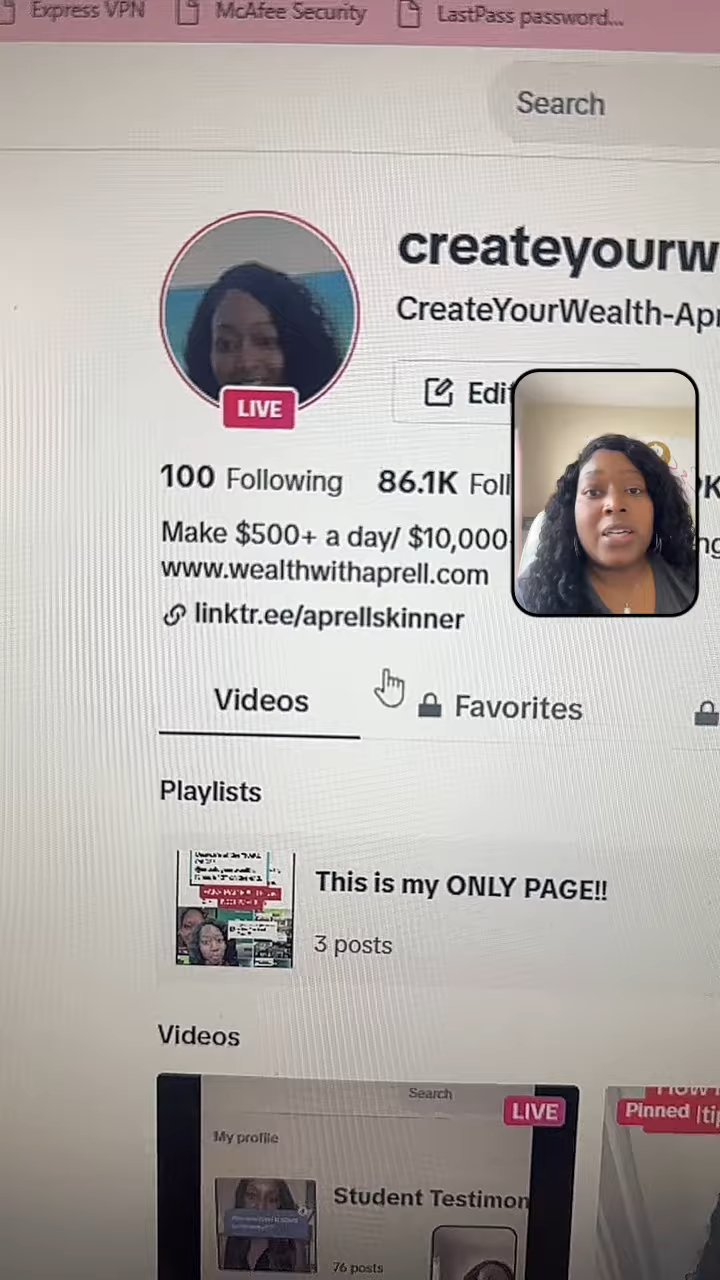 Express VPN
McAfee Security
LastPass password...
Search
createyourw
CreateYourWealth-Apr
LIVE
Edit
100 Following 86.1K Foll
Make $500+ a day/ $10,000
www.wealthwithaprell.com
linktr.ee/aprellskinner
Videos
Favorites
Playlists
This is my ONLY PAGE!!
3 posts
Videos
Search
LIVE
My profile
Student Testimon
76 posts
Pinned